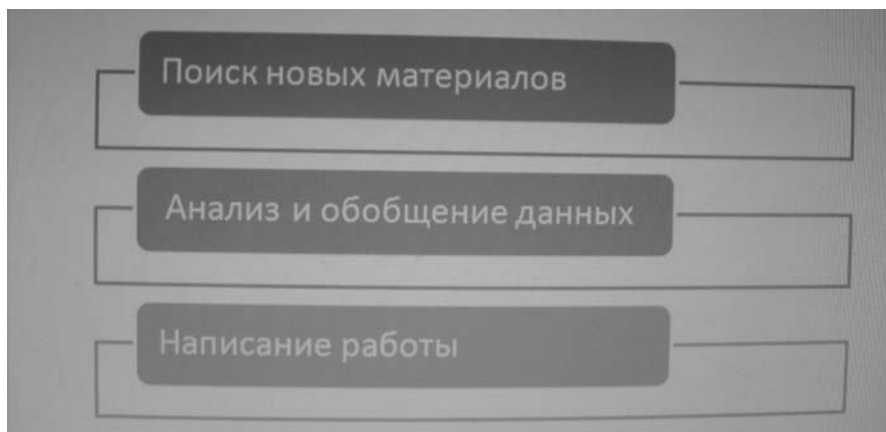 Поиск новых материалов
Анализ и обобщение данных
Написание работы